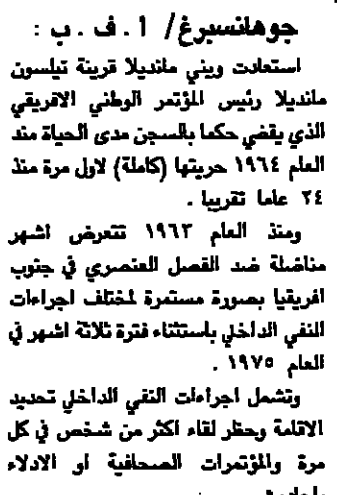 جوهانسبرغ/ أ . ف . ب :
استعادت ويني مانديلا قرينة نيلسون
مانديلا رئيس المؤتمر الوطني الافريقي
الذي يقضي حكما بالسجن مدى الحياة منذ
العام ١٩٦٤ حريتها (كاملة) لاول مرة منذ
٢٤ عاما تقريبا .
ومنذ العام ١٩٦٣ تتعرض اشهر
مناضلة ضد الفصل العنصري في جنوب
افريقيا بصورة مستمرة لمختلف اجراءات
النفي الداخلي باستثناء فترة ثلاثة اشهر في
العام ١٩٧٥ .
وتشمل اجراءات النفي الداخلي تحديد
الاقامة وحظر لقاء اكثر من شخص في كل
مرة والمؤتمرات الصحافية او الادلاء